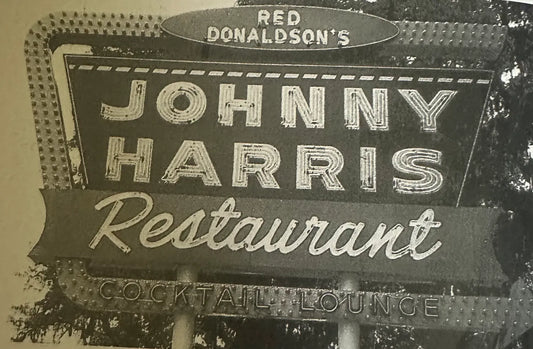 RED
DONALDSON'S
JOHNNY
HARRIS
Restaurant
COCKTAIL LOUNGE